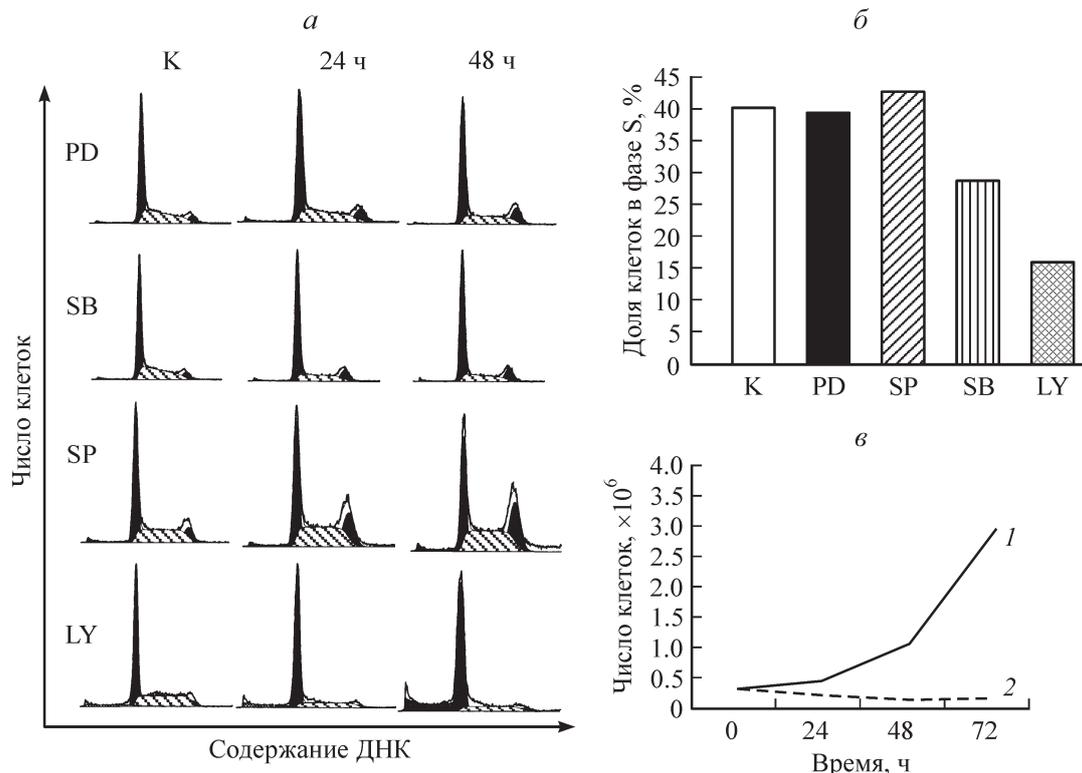 а
K 24 ч 48 ч
PD
SB
SP
LY
Число клеток
Содержание ДНК
б
Доля клеток в фазе S, %
45
40
35
30
25
20
15
10
5
0
K PD SP SB LY
в
Число клеток, ×10⁶
4.0
3.5
3.0
2.5
2.0
1.5
1.0
0.5
0
1
2
0 24 48 72
Время, ч